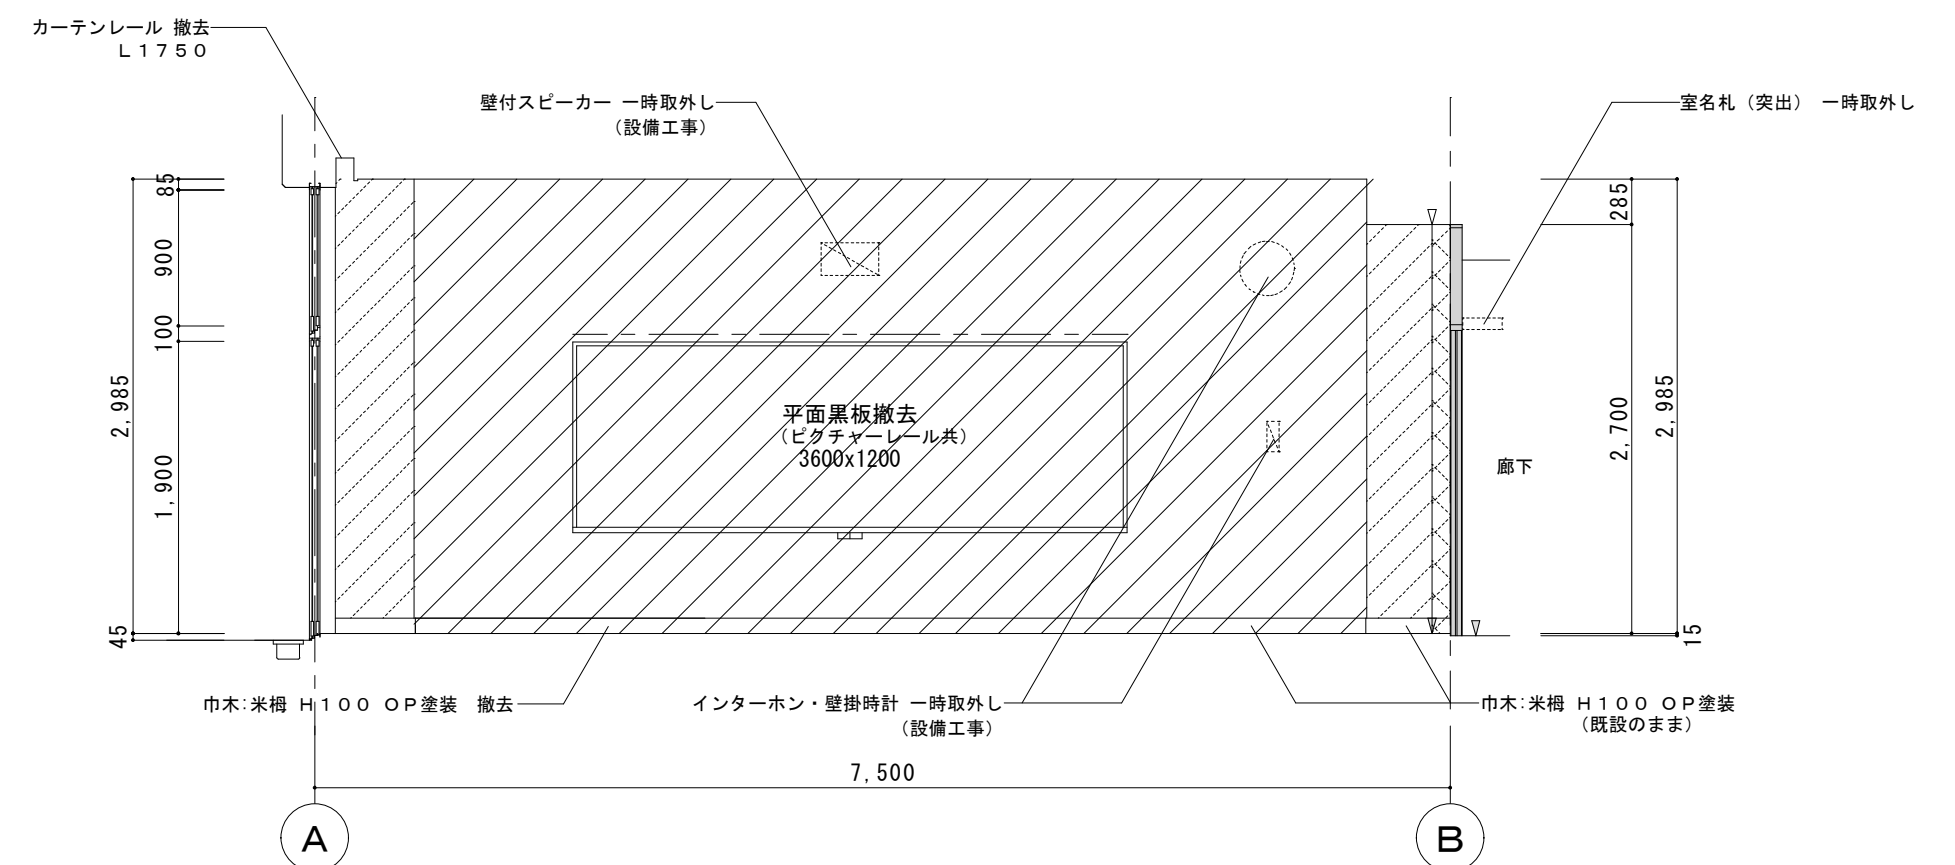 カーテンレール 撤去
Ｌ１７５０
壁付スピーカー 一時取外し
（設備工事）
室名札（突出） 一時取外し
85
900
100
1,900
2,985
45
285
2,700
2,985
15
平面黒板撤去
（ピクチャーレール共）
3600x1200
廊下
巾木:米栂 Ｈ１００ ＯＰ塗装 撤去
インターホン・壁掛時計 一時取外し
（設備工事）
巾木:米栂 Ｈ１００ ＯＰ塗装
（既設のまま）
7,500
A
B